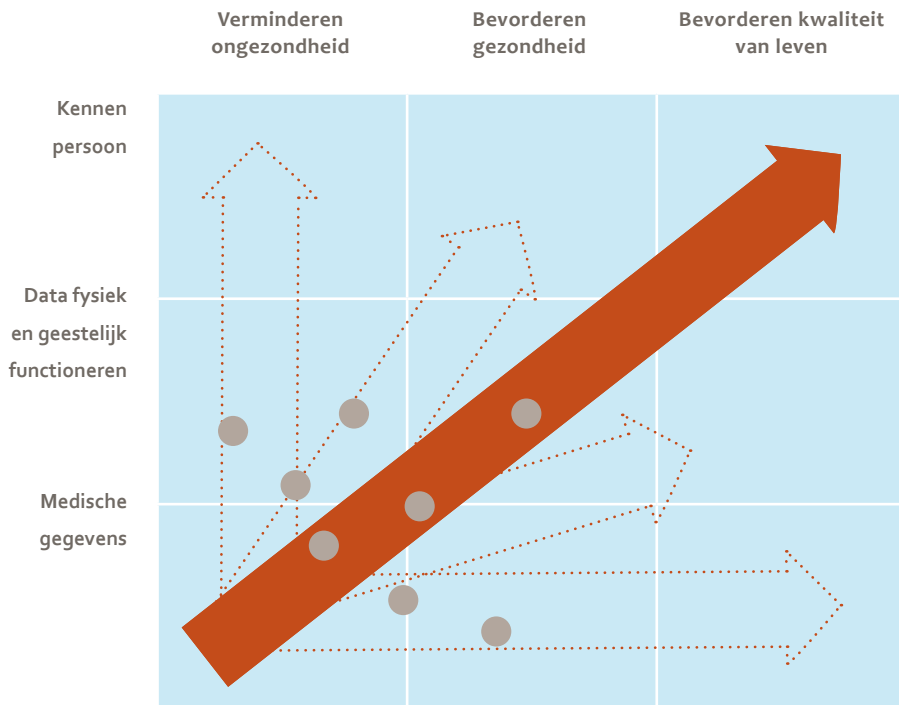 Verminderen
ongezondheid
Bevorderen
gezondheid
Bevorderen kwaliteit
van leven
Kennen
persoon
Data fysiek
en geestelijk
functioneren
Medische
gegevens